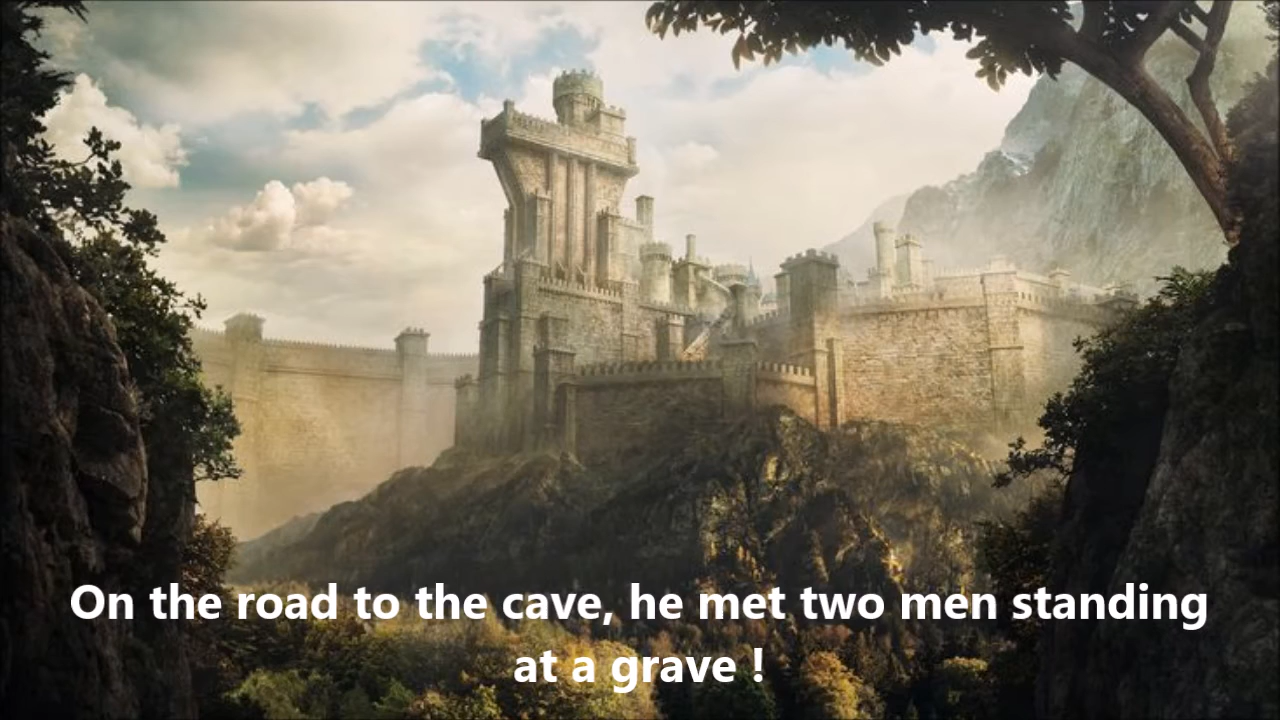 On the road to the cave, he met two men standing
at a grave !